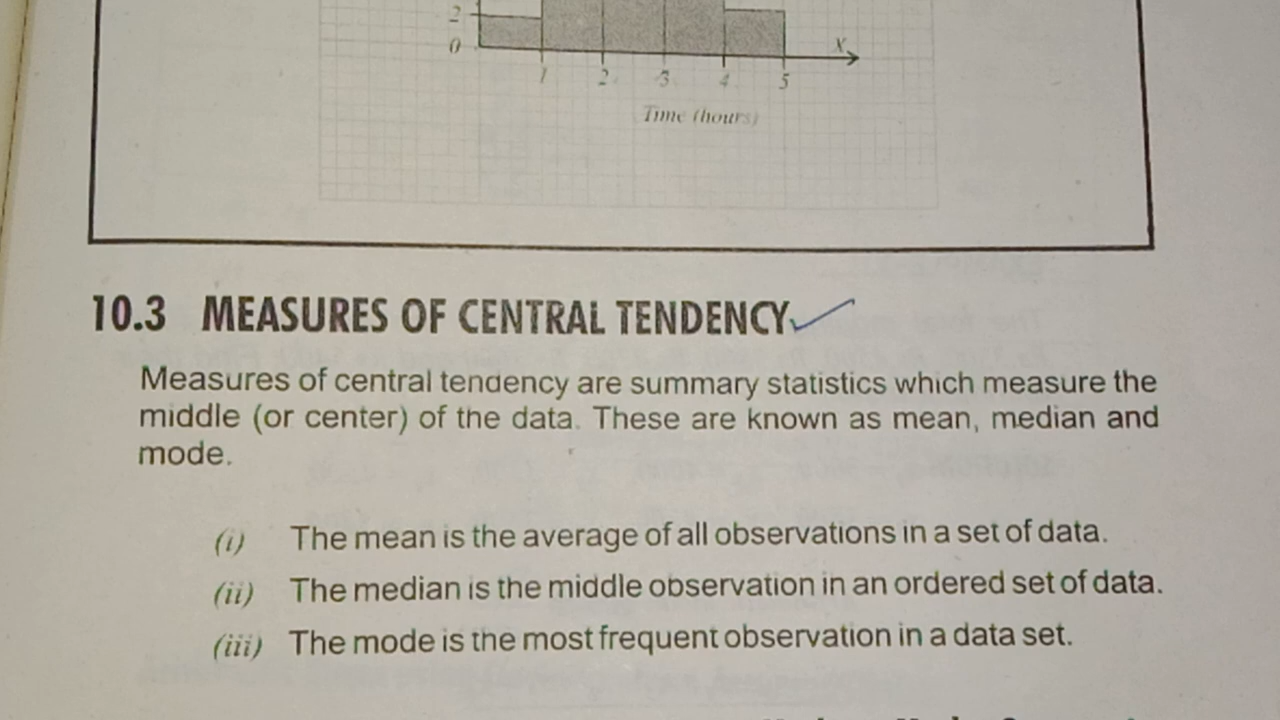 2
0
X
1 2 3 4 5
Time (hours)
10.3 MEASURES OF CENTRAL TENDENCY
Measures of central tendency are summary statistics which measure the
middle (or center) of the data. These are known as mean, median and
mode.
(i) The mean is the average of all observations in a set of data.
(ii) The median is the middle observation in an ordered set of data.
(iii) The mode is the most frequent observation in a data set.